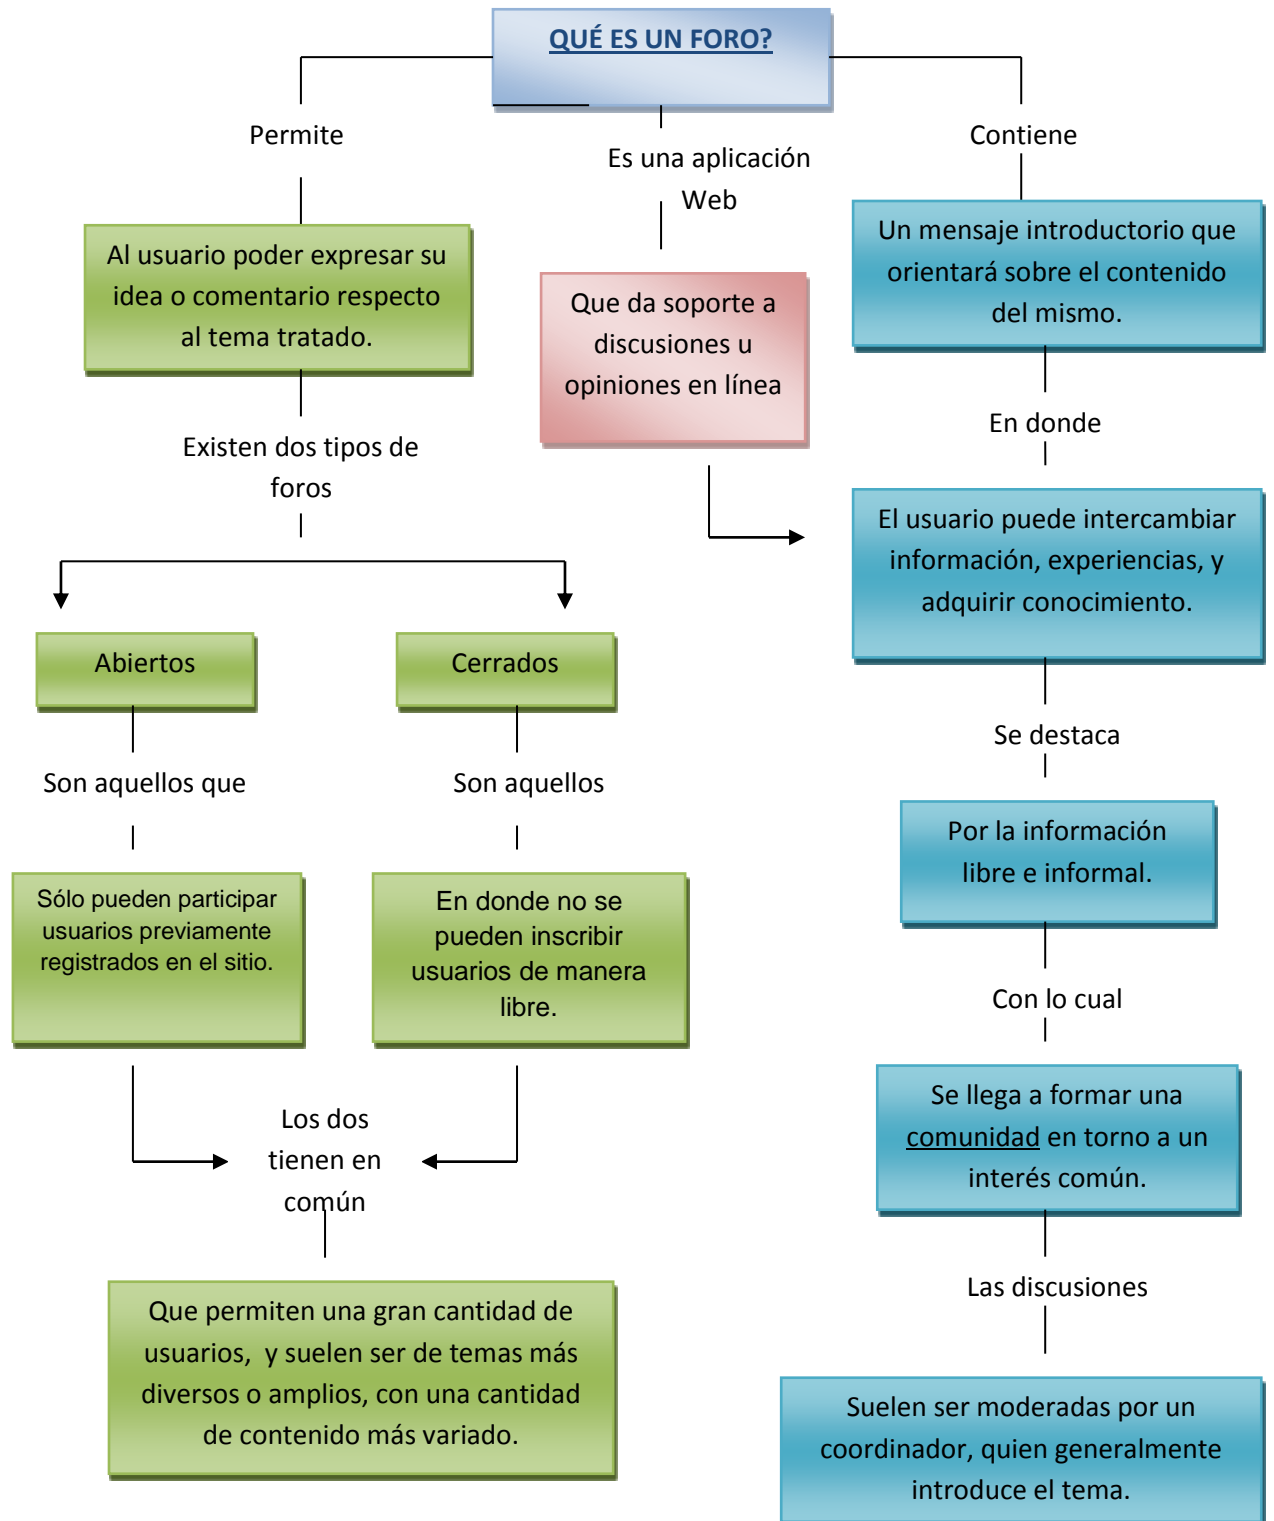 QUÉ ES UN FORO?
Permite
Al usuario poder expresar su
idea o comentario respecto
al tema tratado.
Existen dos tipos de
foros
Abiertos
Son aquellos que
Sólo pueden participar
usuarios previamente
registrados en el sitio.
Cerrados
Son aquellos
En donde no se
pueden inscribir
usuarios de manera
libre.
Los dos
tienen en
común
Que permiten una gran cantidad de
usuarios,  y suelen ser de temas más
diversos o amplios, con una cantidad
de contenido más variado.
Es una aplicación
Web
Que da soporte a
discusiones u
opiniones en línea
Contiene
Un mensaje introductorio que
orientará sobre el contenido
del mismo.
En donde
El usuario puede intercambiar
información, experiencias, y
adquirir conocimiento.
Se destaca
Por la información
libre e informal.
Con lo cual
Se llega a formar una
comunidad en torno a un
interés común.
Las discusiones
Suelen ser moderadas por un
coordinador, quien generalmente
introduce el tema.